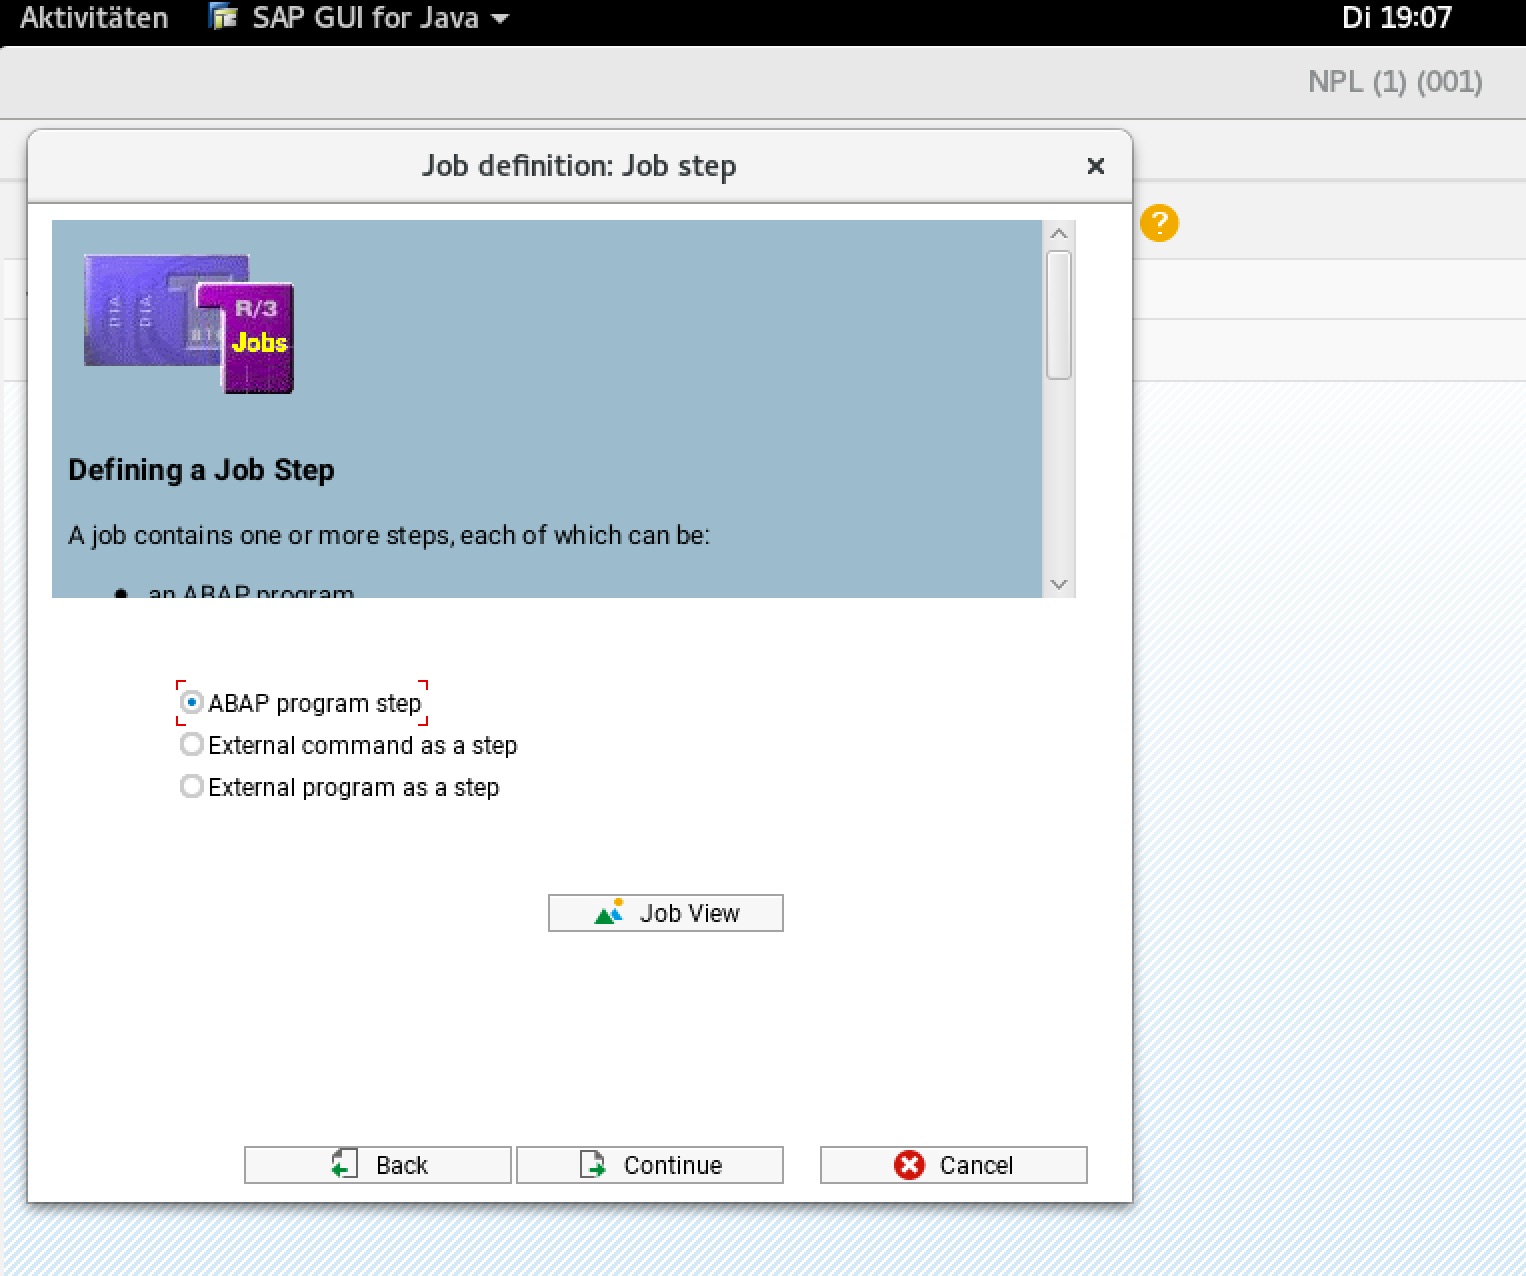 Aktivitäten SAP GUI for Java Di 19:07
NPL (1) (001)
Job definition: Job step
?
DIA DIA
R/3
Jobs
Defining a Job Step
A job contains one or more steps, each of which can be:
• an ABAP program
ABAP program step
External command as a step
External program as a step
Job View
Back Continue Cancel